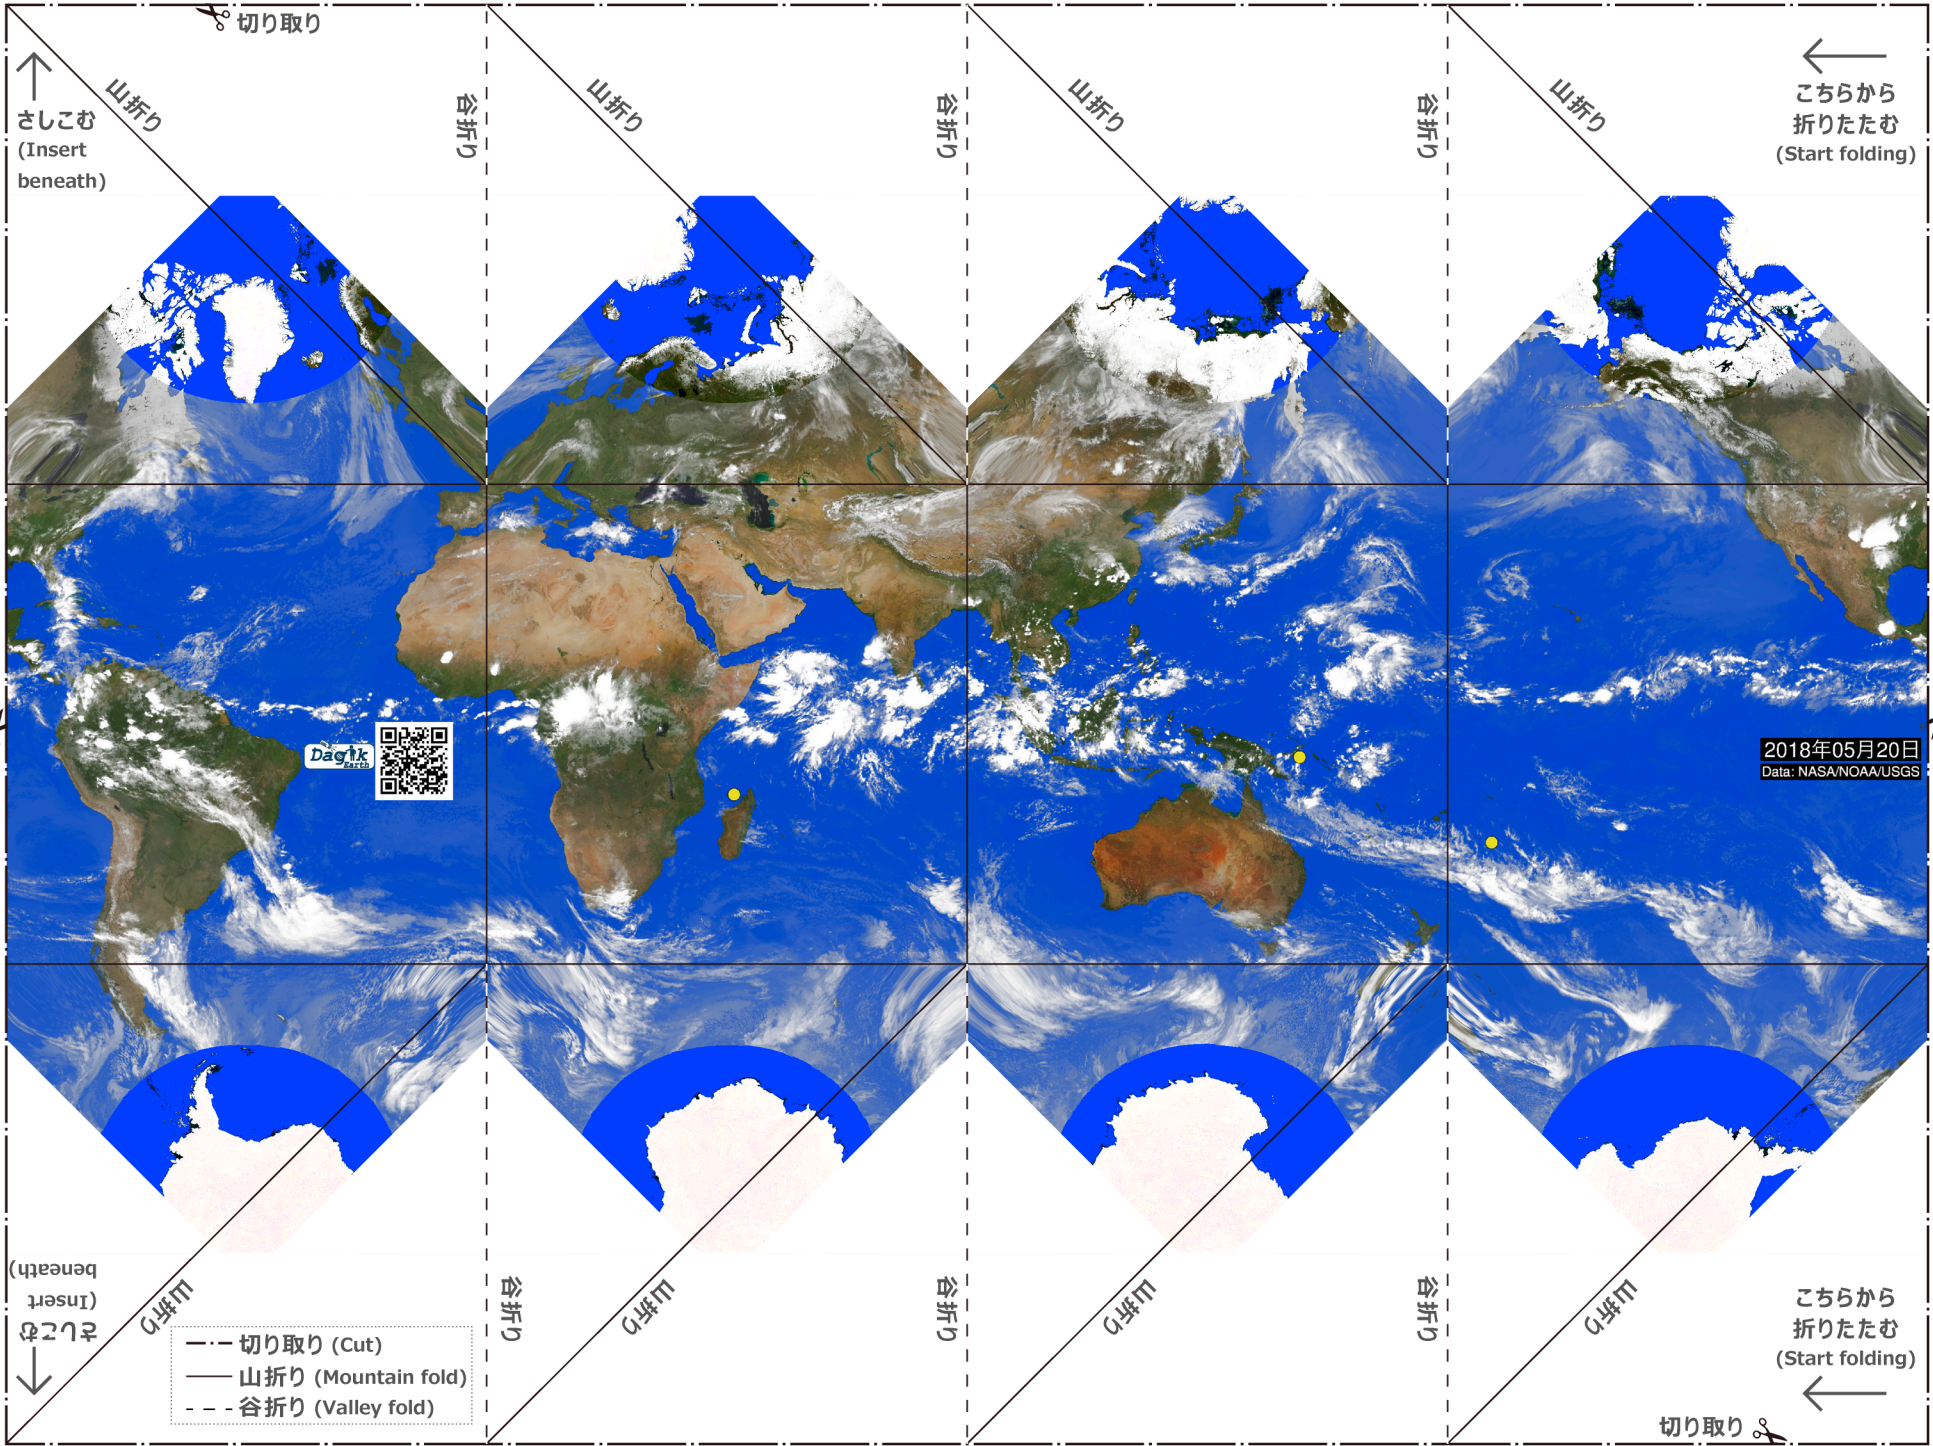 切り取り
山折り
谷折り
山折り
谷折り
山折り
谷折り
山折り
さしこむ
(Insert
beneath)
こちらから
折りたたむ
(Start folding)
Dagik
Earth
2018年05月20日
Data: NASA/NOAA/USGS
さしこむ
(Insert
beneath)
山折り
谷折り
山折り
谷折り
山折り
谷折り
山折り
こちらから
折りたたむ
(Start folding)
切り取り (Cut)
山折り (Mountain fold)
谷折り (Valley fold)
切り取り